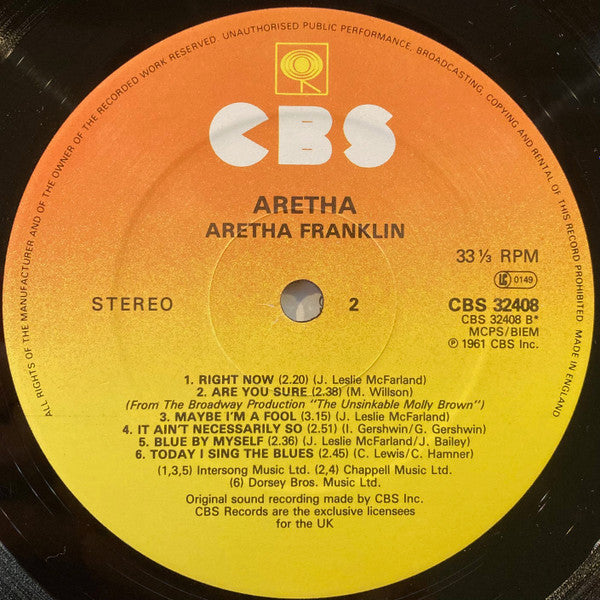 ALL RIGHTS OF THE MANUFACTURER AND OF THE OWNER OF THE RECORDED WORK RESERVED. UNAUTHORISED PUBLIC PERFORMANCE, BROADCASTING, COPYING AND RENTAL OF THIS RECORD PROHIBITED. MADE IN ENGLAND
CBS
ARETHA
ARETHA FRANKLIN
33 ⅓ RPM
LC 0149
STEREO 2 CBS 32408
CBS 32408 B*
MCPS/BIEM
℗ 1961 CBS Inc.
1. RIGHT NOW (2.20) (J. Leslie McFarland)
2. ARE YOU SURE (2.38) (M. Willson)
(From The Broadway Production "The Unsinkable Molly Brown")
3. MAYBE I'M A FOOL (3.15) (J. Leslie McFarland)
4. IT AIN'T NECESSARILY SO (2.51) (I. Gershwin/G. Gershwin)
5. BLUE BY MYSELF (2.36) (J. Leslie McFarland/J. Bailey)
6. TODAY I SING THE BLUES (2.45) (C. Lewis/C. Hamner)
(1,3,5) Intersong Music Ltd. (2,4) Chappell Music Ltd.
(6) Dorsey Bros. Music Ltd.
Original sound recording made by CBS Inc.
CBS Records are the exclusive licensees
for the UK